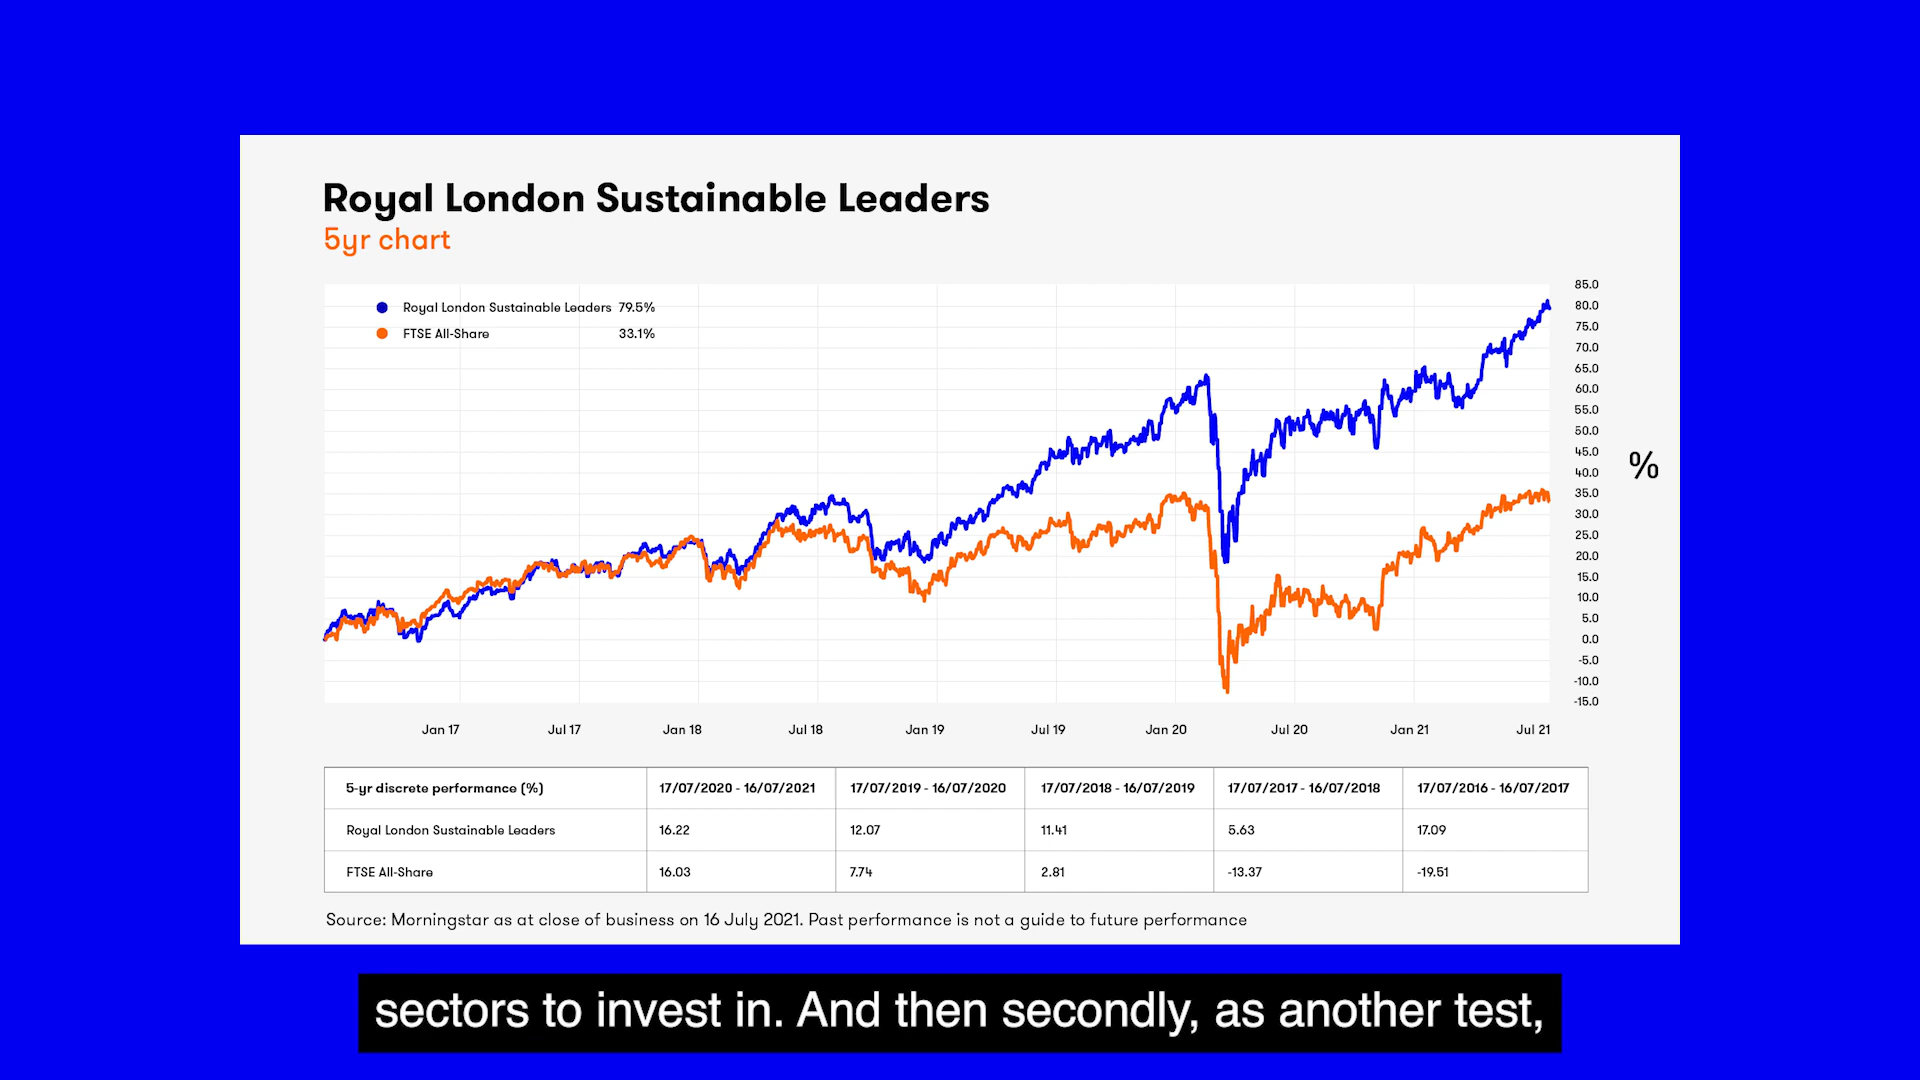 Royal London Sustainable Leaders
5yr chart
Royal London Sustainable Leaders 79.5%
FTSE All-Share 33.1%
85.0
80.0
75.0
70.0
65.0
60.0
55.0
50.0
45.0
40.0
35.0
30.0
25.0
20.0
15.0
10.0
5.0
0.0
-5.0
-10.0
-15.0
%
Jan 17 Jul 17 Jan 18 Jul 18 Jan 19 Jul 19 Jan 20 Jul 20 Jan 21 Jul 21
5-yr discrete performance (%) 17/07/2020 - 16/07/2021 17/07/2019 - 16/07/2020 17/07/2018 - 16/07/2019 17/07/2017 - 16/07/2018 17/07/2016 - 16/07/2017
Royal London Sustainable Leaders 16.22 12.07 11.41 5.63 17.09
FTSE All-Share 16.03 7.74 2.81 -13.37 -19.51
Source: Morningstar as at close of business on 16 July 2021. Past performance is not a guide to future performance
sectors to invest in. And then secondly, as another test,